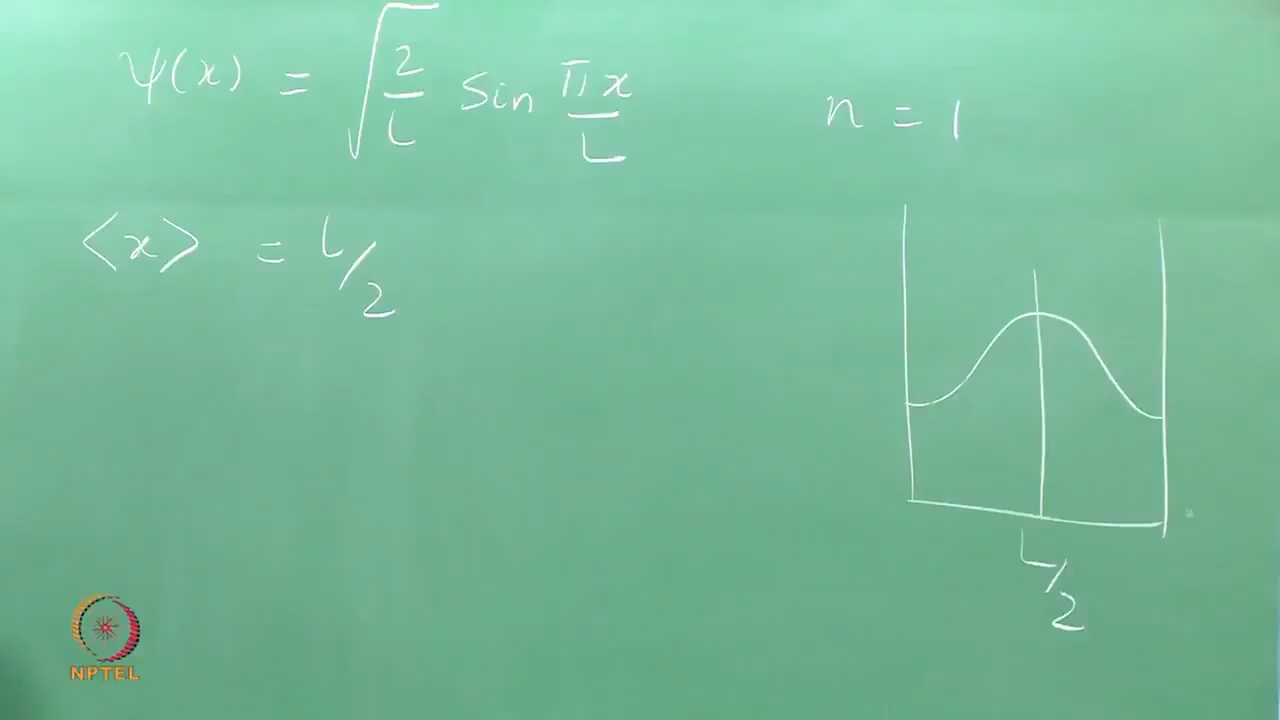 ψ(x) = √(2/L) sin πx/L
n = 1
<x> = L/2
L/2
NPTEL